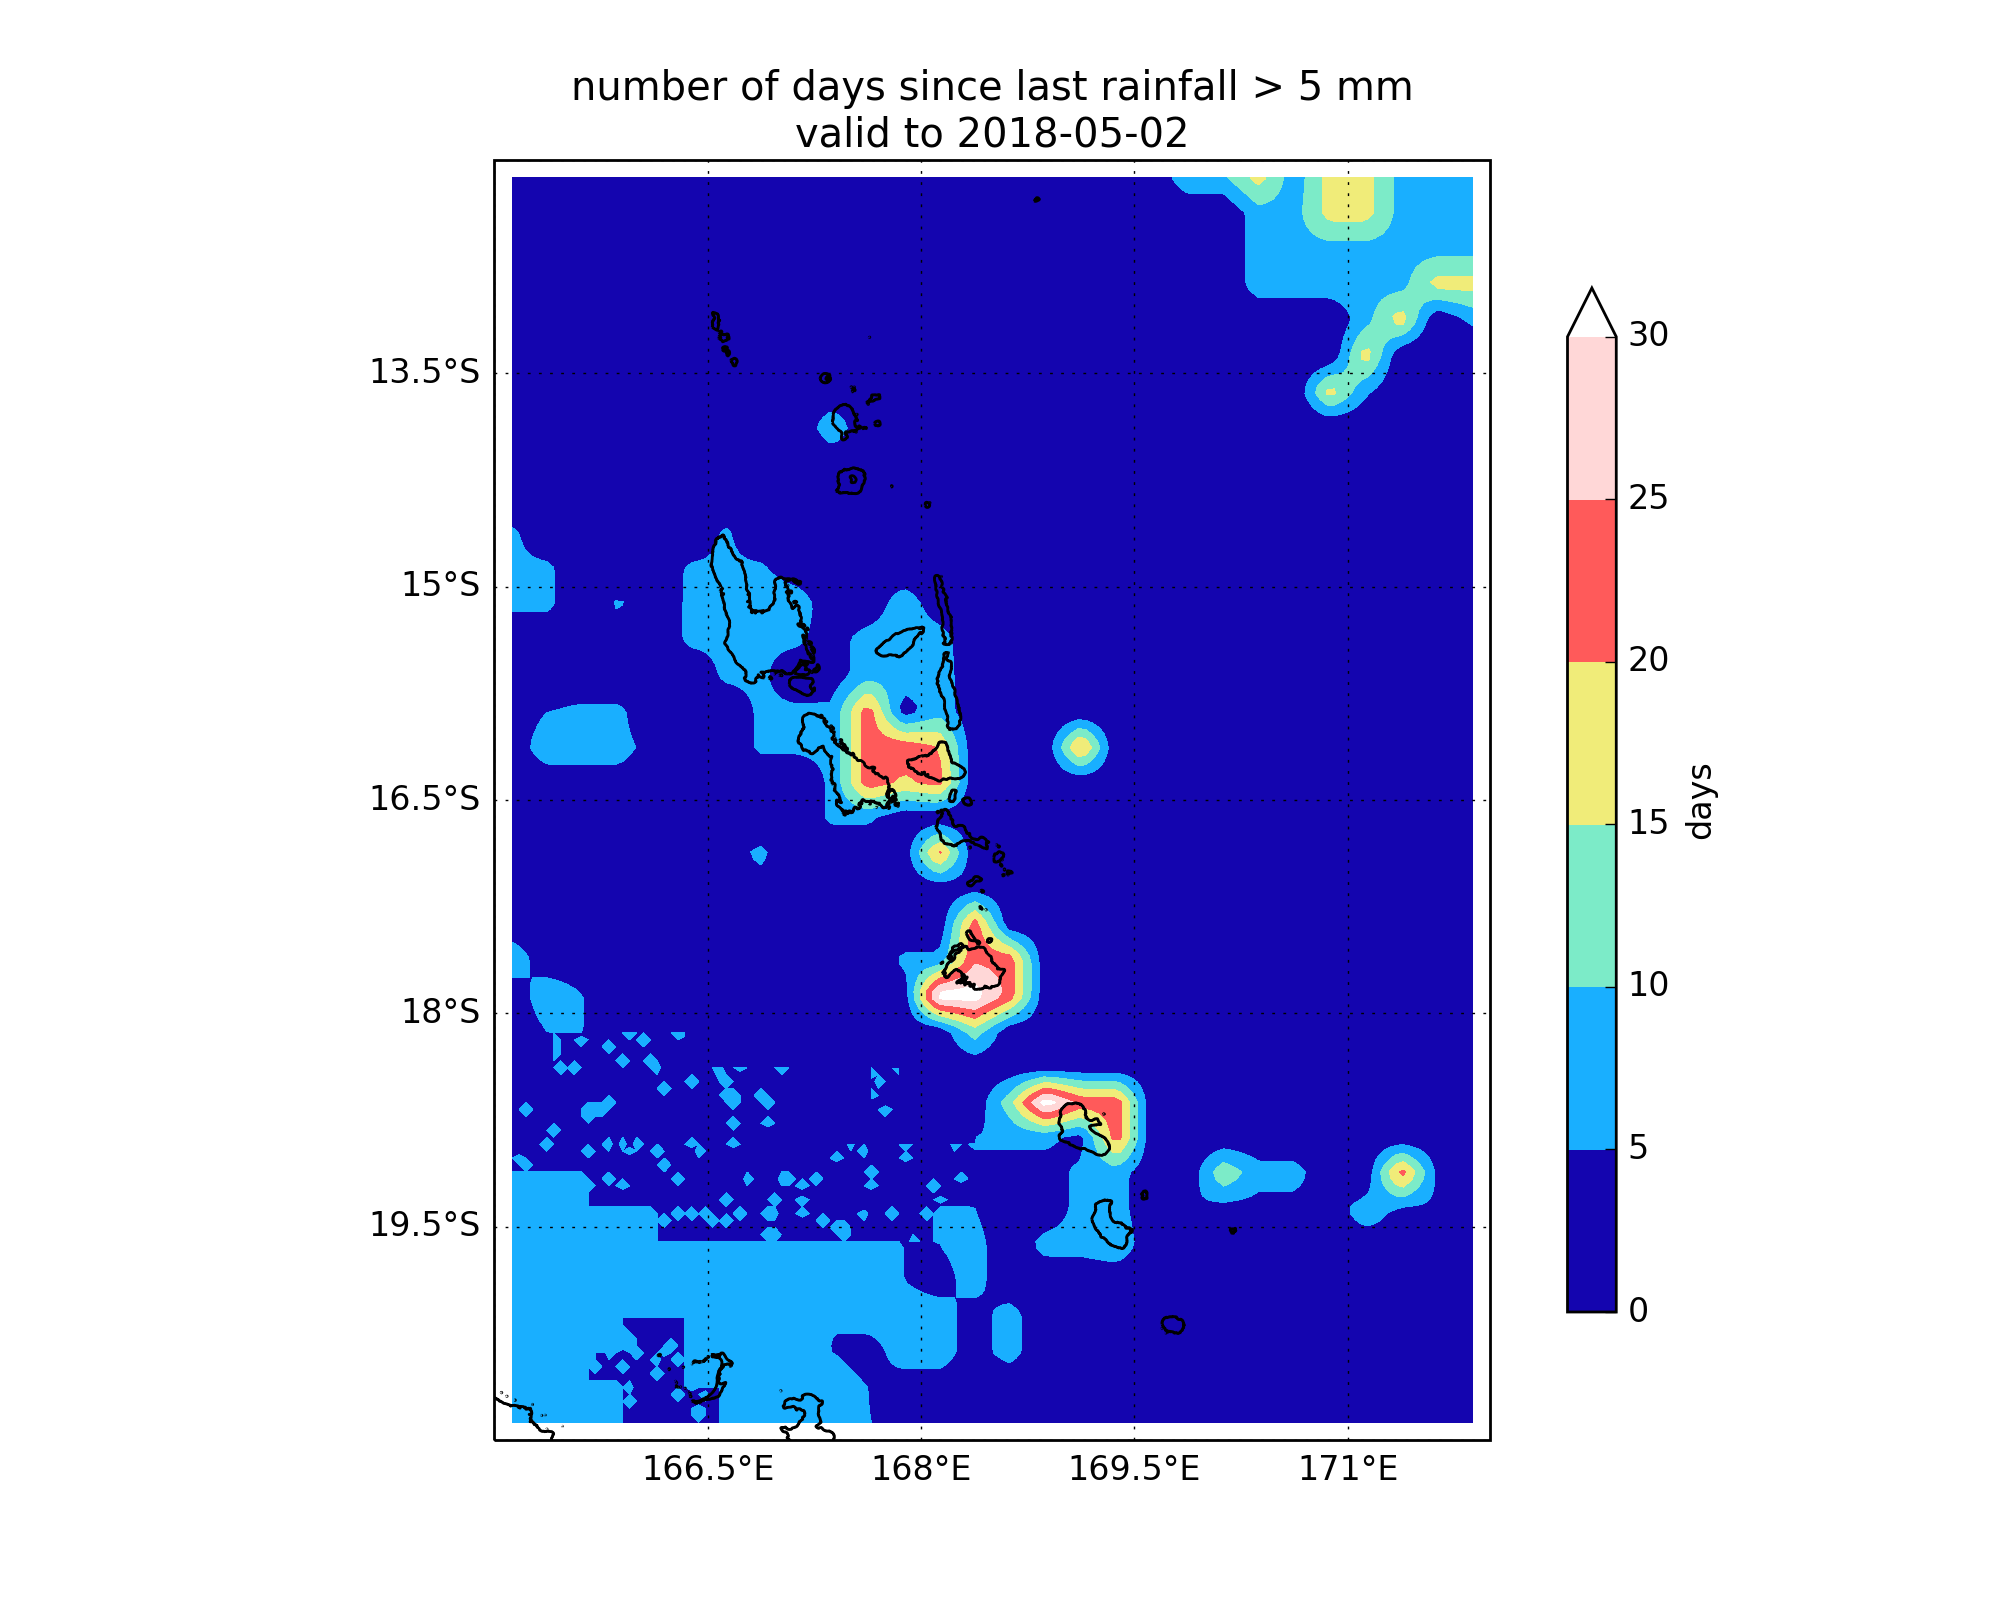 number of days since last rainfall > 5 mm
valid to 2018-05-02
13.5°S
15°S
16.5°S
18°S
19.5°S
166.5°E
168°E
169.5°E
171°E
30
25
20
15
10
5
0
days